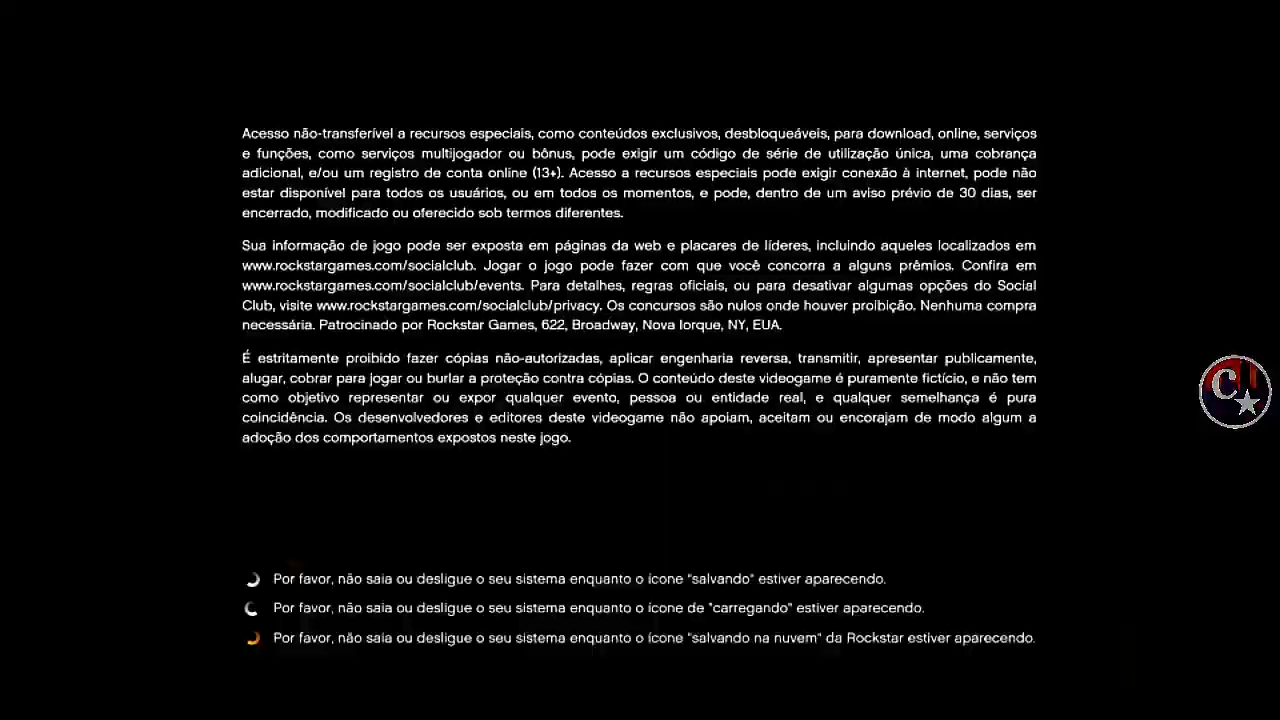 Acesso não-transferível a recursos especiais, como conteúdos exclusivos, desbloqueáveis, para download, online, serviços
e funções, como serviços multijogador ou bônus, pode exigir um código de série de utilização única, uma cobrança
adicional, e/ou um registro de conta online (13+). Acesso a recursos especiais pode exigir conexão à internet, pode não
estar disponível para todos os usuários, ou em todos os momentos, e pode, dentro de um aviso prévio de 30 dias, ser
encerrado, modificado ou oferecido sob termos diferentes.
Sua informação de jogo pode ser exposta em páginas da web e placares de líderes, incluindo aqueles localizados em
www.rockstargames.com/socialclub. Jogar o jogo pode fazer com que você concorra a alguns prêmios. Confira em
www.rockstargames.com/socialclub/events. Para detalhes, regras oficiais, ou para desativar algumas opções do Social
Club, visite www.rockstargames.com/socialclub/privacy. Os concursos são nulos onde houver proibição. Nenhuma compra
necessária. Patrocinado por Rockstar Games, 622, Broadway, Nova Iorque, NY, EUA.
É estritamente proibido fazer cópias não-autorizadas, aplicar engenharia reversa, transmitir, apresentar publicamente,
alugar, cobrar para jogar ou burlar a proteção contra cópias. O conteúdo deste videogame é puramente fictício, e não tem
como objetivo representar ou expor qualquer evento, pessoa ou entidade real, e qualquer semelhança é pura
coincidência. Os desenvolvedores e editores deste videogame não apoiam, aceitam ou encorajam de modo algum a
adoção dos comportamentos expostos neste jogo.
C
Por favor, não saia ou desligue o seu sistema enquanto o ícone "salvando" estiver aparecendo.
Por favor, não saia ou desligue o seu sistema enquanto o ícone de "carregando" estiver aparecendo.
Por favor, não saia ou desligue o seu sistema enquanto o ícone "salvando na nuvem" da Rockstar estiver aparecendo.